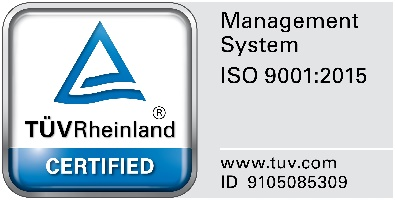 Management
System
ISO 9001:2015
®
TÜVRheinland
CERTIFIED
www.tuv.com
ID 9105085309